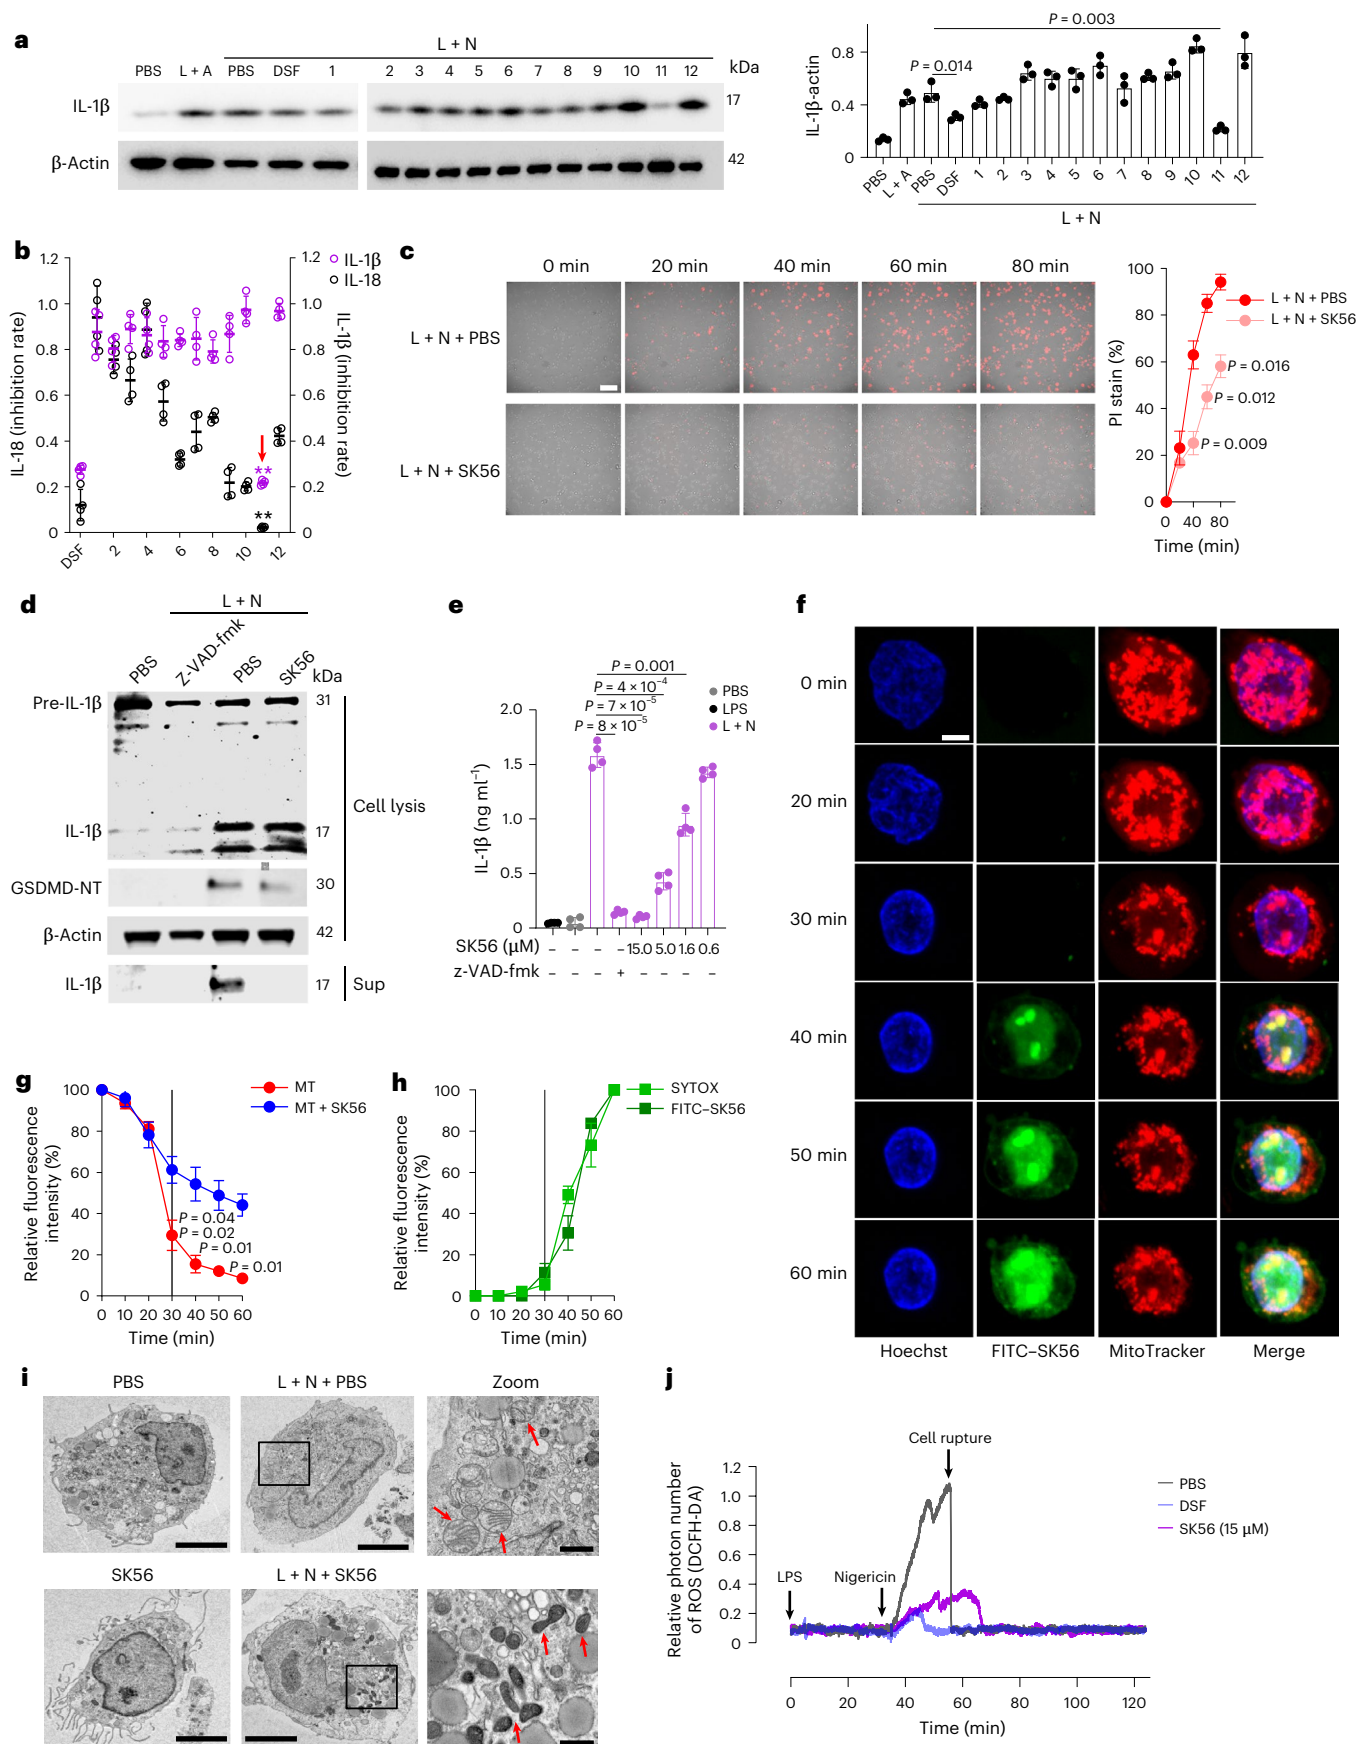 a
L + N
PBS L + A PBS DSF 1 2 3 4 5 6 7 8 9 10 11 12 kDa
IL-1β 17
β-Actin 42
P = 0.003
P = 0.014
IL-1β-actin
0.8
0.4
0
PBS L + A PBS DSF 1 2 3 4 5 6 7 8 9 10 11 12
L + N
b
IL-1β
IL-18
IL-18 (inhibition rate)
IL-1β (inhibition rate)
1.2 1.2
1.0 1.0
0.8 0.8
0.6 0.6
0.4 0.4
0.2 0.2
0 0
**
**
DSF 2 4 6 8 10 12
c
0 min 20 min 40 min 60 min 80 min
L + N + PBS
L + N + SK56
PI stain (%)
100
80
60
40
20
0
L + N + PBS
L + N + SK56
P = 0.016
P = 0.012
P = 0.009
0 40 80
Time (min)
d
L + N
PBS Z-VAD-fmk PBS SK56 kDa
Pre-IL-1β 31
IL-1β 17
Cell lysis
GSDMD-NT 30
β-Actin 42
IL-1β 17 Sup
e
P = 0.001
P = 4 × 10⁻⁴
P = 7 × 10⁻⁵
P = 8 × 10⁻⁵
PBS
LPS
L + N
IL-1β (ng ml⁻¹)
2.0
1.5
1.0
0.5
0
SK56 (μM) – – – – 15.0 5.0 1.6 0.6
z-VAD-fmk – – – + – – – –
f
0 min
20 min
30 min
40 min
50 min
60 min
Hoechst FITC–SK56 MitoTracker Merge
g
Relative fluorescence intensity (%)
100
80
60
40
20
0
MT
MT + SK56
P = 0.04
P = 0.02
P = 0.01
P = 0.01
0 10 20 30 40 50 60
Time (min)
h
Relative fluorescence intensity (%)
100
80
60
40
20
0
SYTOX
FITC–SK56
0 10 20 30 40 50 60
Time (min)
i
PBS L + N + PBS Zoom
SK56 L + N + SK56
j
Relative photon number of ROS (DCFH-DA)
1.2
1.0
0.8
0.6
0.4
0.2
0
LPS
Nigericin
Cell rupture
PBS
DSF
SK56 (15 μM)
0 20 40 60 80 100 120
Time (min)